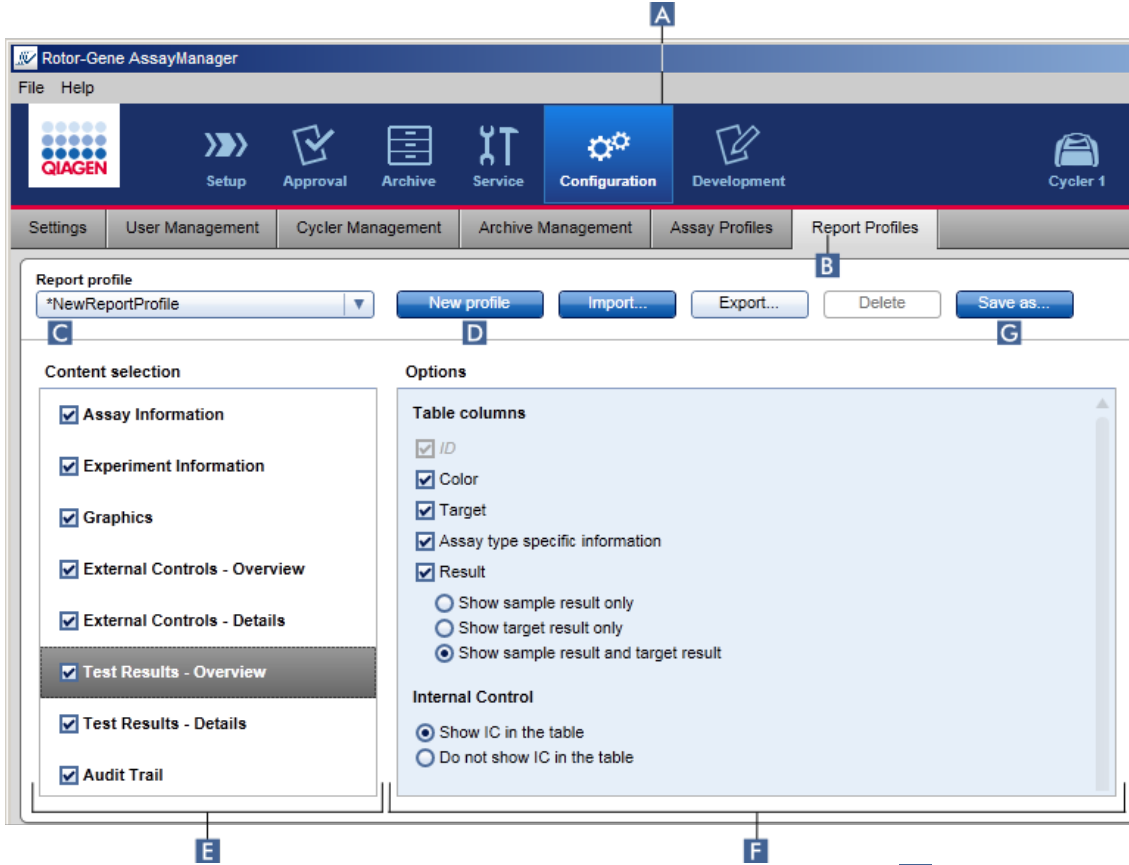 A
Rotor-Gene AssayManager
File Help
QIAGEN
Setup Approval Archive Service Configuration Development Cycler 1
Settings User Management Cycler Management Archive Management Assay Profiles Report Profiles
B
Report profile
*NewReportProfile New profile Import... Export... Delete Save as...
C D G
Content selection Options
Assay Information Table columns
ID
Experiment Information Color
Graphics Target
Assay type specific information
External Controls - Overview Result
Show sample result only
External Controls - Details Show target result only
Show sample result and target result
Test Results - Overview
Internal Control
Test Results - Details Show IC in the table
Do not show IC in the table
Audit Trail
E F